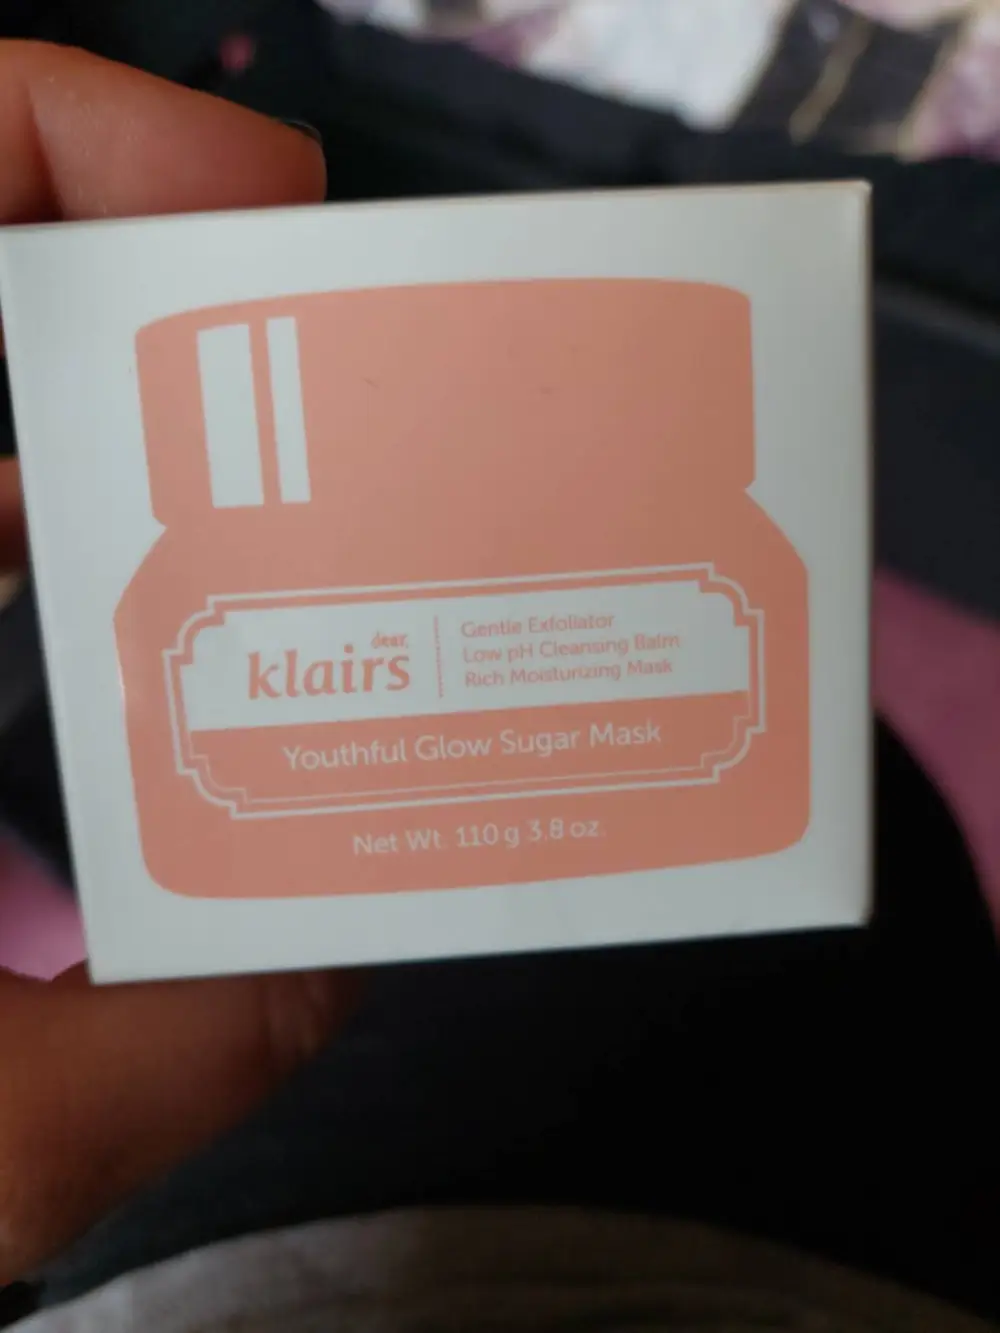 dear,
klairs
Gentle Exfoliator
Low pH Cleansing Balm
Rich Moisturizing Mask
Youthful Glow Sugar Mask
Net Wt. 110 g 3.8 oz.